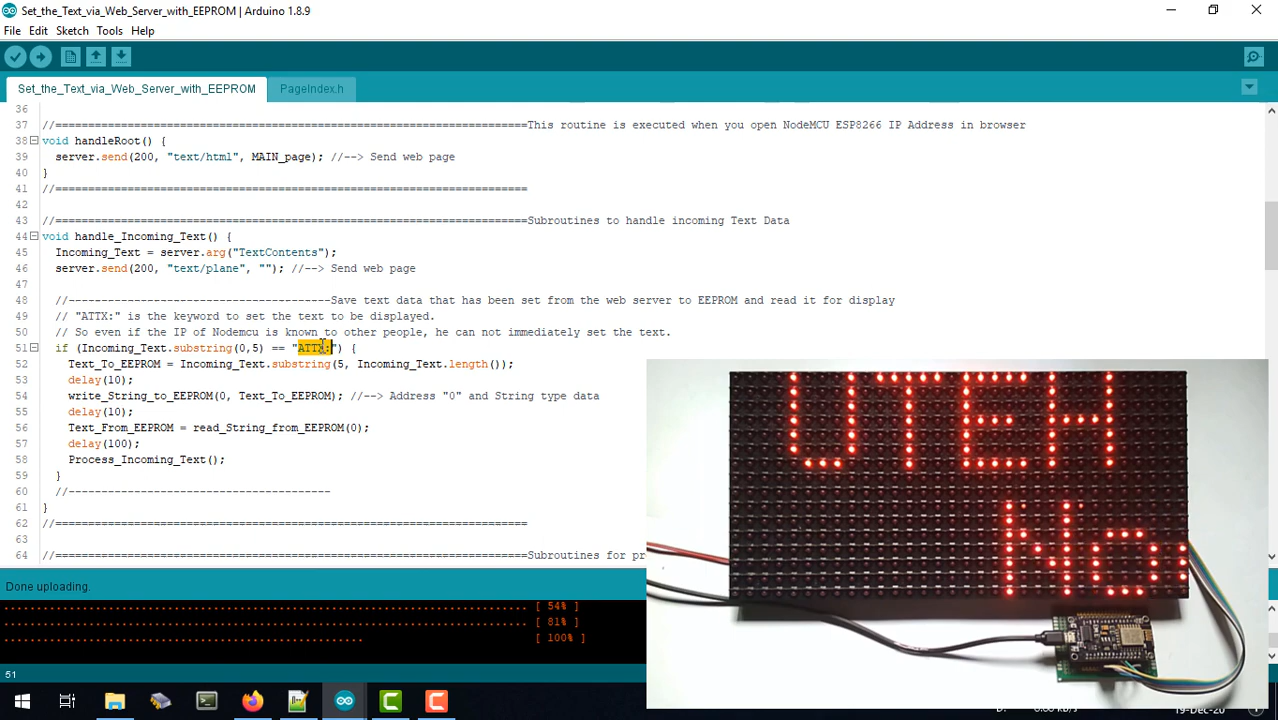 Set_the_Text_via_Web_Server_with_EEPROM | Arduino 1.8.9
File Edit Sketch Tools Help
Set_the_Text_via_Web_Server_with_EEPROM PageIndex.h
36
37 //=========================================================================This routine is executed when you open NodeMCU ESP8266 IP Address in browser
38 void handleRoot() {
39 server.send(200, "text/html", MAIN_page); //--> Send web page
40 }
41 //=========================================================================
42
43 //=========================================================================Subroutines to handle incoming Text Data
44 void handle_Incoming_Text() {
45 Incoming_Text = server.arg("TextContents");
46 server.send(200, "text/plane", ""); //--> Send web page
47
48 //----------------------------------------Save text data that has been set from the web server to EEPROM and read it for display
49 // "ATTX:" is the keyword to set the text to be displayed.
50 // So even if the IP of Nodemcu is known to other people, he can not immediately set the text.
51 if (Incoming_Text.substring(0,5) == "ATTX:") {
52 Text_To_EEPROM = Incoming_Text.substring(5, Incoming_Text.length());
53 delay(10);
54 write_String_to_EEPROM(0, Text_To_EEPROM); //--> Address "0" and String type data
55 delay(10);
56 Text_From_EEPROM = read_String_from_EEPROM(0);
57 delay(100);
58 Process_Incoming_Text();
59 }
60 //----------------------------------------
61 }
62 //=========================================================================
63
64 //=========================================================================Subroutines for pr
UTEH
No
Done uploading.
................................................................................ [ 54% ]
................................................................................ [ 81% ]
...................................................... [ 100% ]
51
19-Dec-20